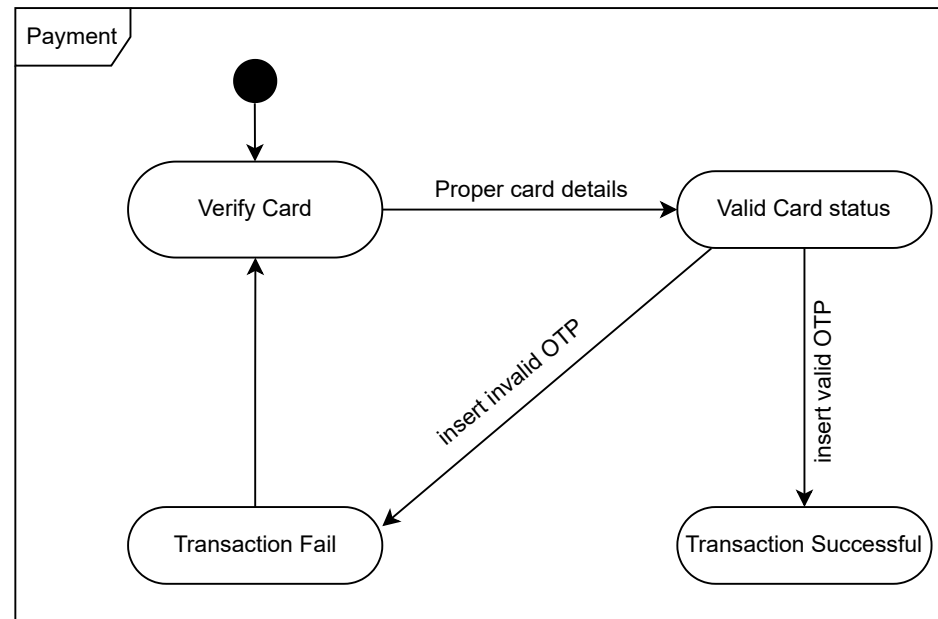 Payment
Verify Card
Proper card details
Valid Card status
insert invalid OTP
insert valid OTP
Transaction Fail
Transaction Successful